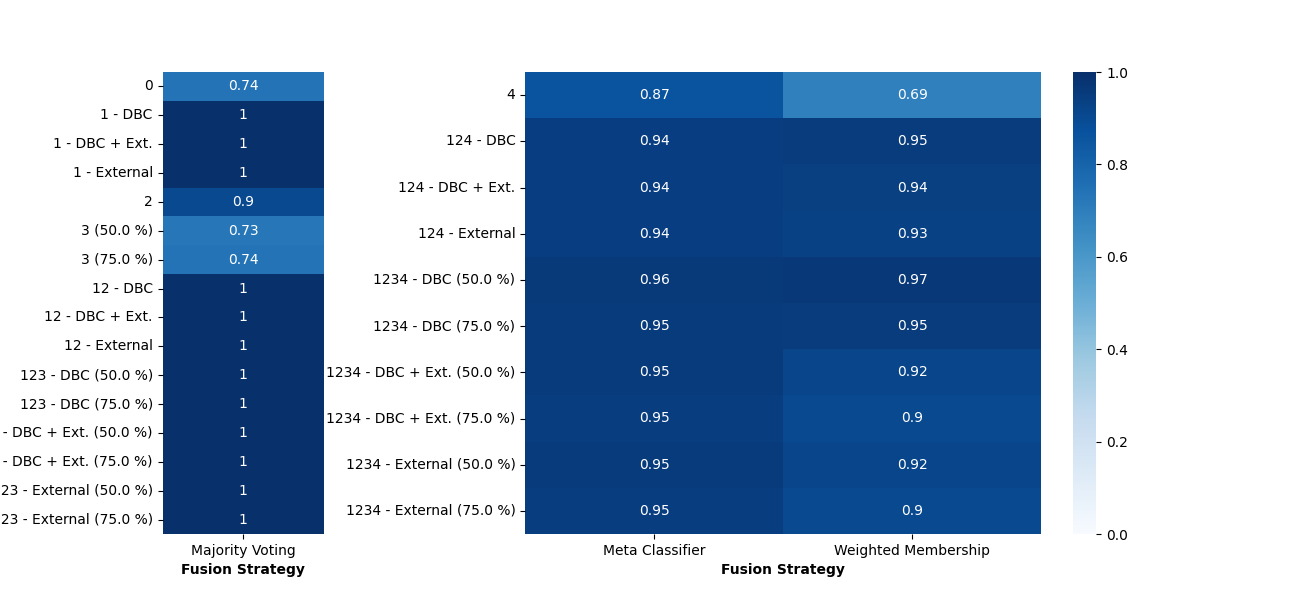 0 0.74
1 - DBC 1
1 - DBC + Ext. 1
1 - External 1
2 0.9
3 (50.0 %) 0.73
3 (75.0 %) 0.74
12 - DBC 1
12 - DBC + Ext. 1
12 - External 1
123 - DBC (50.0 %) 1
123 - DBC (75.0 %) 1
- DBC + Ext. (50.0 %) 1
- DBC + Ext. (75.0 %) 1
23 - External (50.0 %) 1
23 - External (75.0 %) 1
Majority Voting
Fusion Strategy
4 0.87 0.69
124 - DBC 0.94 0.95
124 - DBC + Ext. 0.94 0.94
124 - External 0.94 0.93
1234 - DBC (50.0 %) 0.96 0.97
1234 - DBC (75.0 %) 0.95 0.95
1234 - DBC + Ext. (50.0 %) 0.95 0.92
1234 - DBC + Ext. (75.0 %) 0.95 0.9
1234 - External (50.0 %) 0.95 0.92
1234 - External (75.0 %) 0.95 0.9
Meta Classifier Weighted Membership
Fusion Strategy
1.0
0.8
0.6
0.4
0.2
0.0